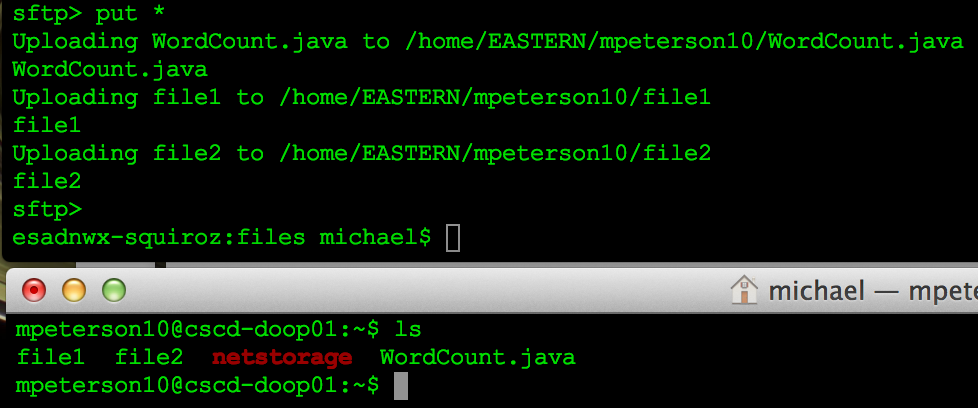 sftp> put *
Uploading WordCount.java to /home/EASTERN/mpeterson10/WordCount.java
WordCount.java
Uploading file1 to /home/EASTERN/mpeterson10/file1
file1
Uploading file2 to /home/EASTERN/mpeterson10/file2
file2
sftp>
esadnwx-squiroz:files michael$
michael — mpete
mpeterson10@cscd-doop01:~$ ls
file1 file2 netstorage WordCount.java
mpeterson10@cscd-doop01:~$